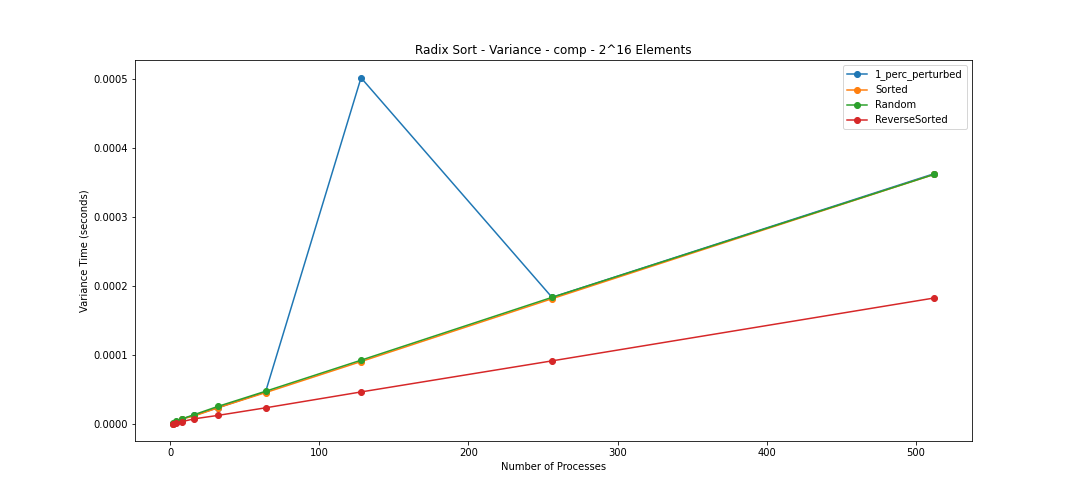 Radix Sort - Variance - comp - 2^16 Elements
1_perc_perturbed
Sorted
Random
ReverseSorted
Variance Time (seconds)
0.0005
0.0004
0.0003
0.0002
0.0001
0.0000
0 100 200 300 400 500
Number of Processes